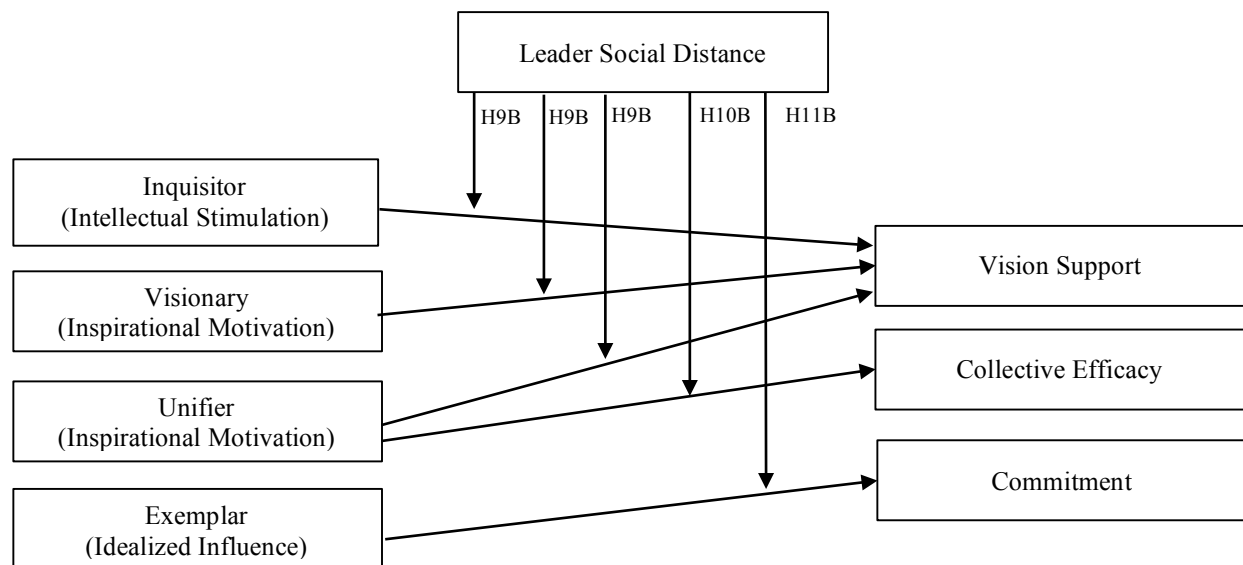 Leader Social Distance
H9B
H9B
H9B
H10B
H11B
Inquisitor
(Intellectual Stimulation)
Vision Support
Visionary
(Inspirational Motivation)
Collective Efficacy
Unifier
(Inspirational Motivation)
Commitment
Exemplar
(Idealized Influence)